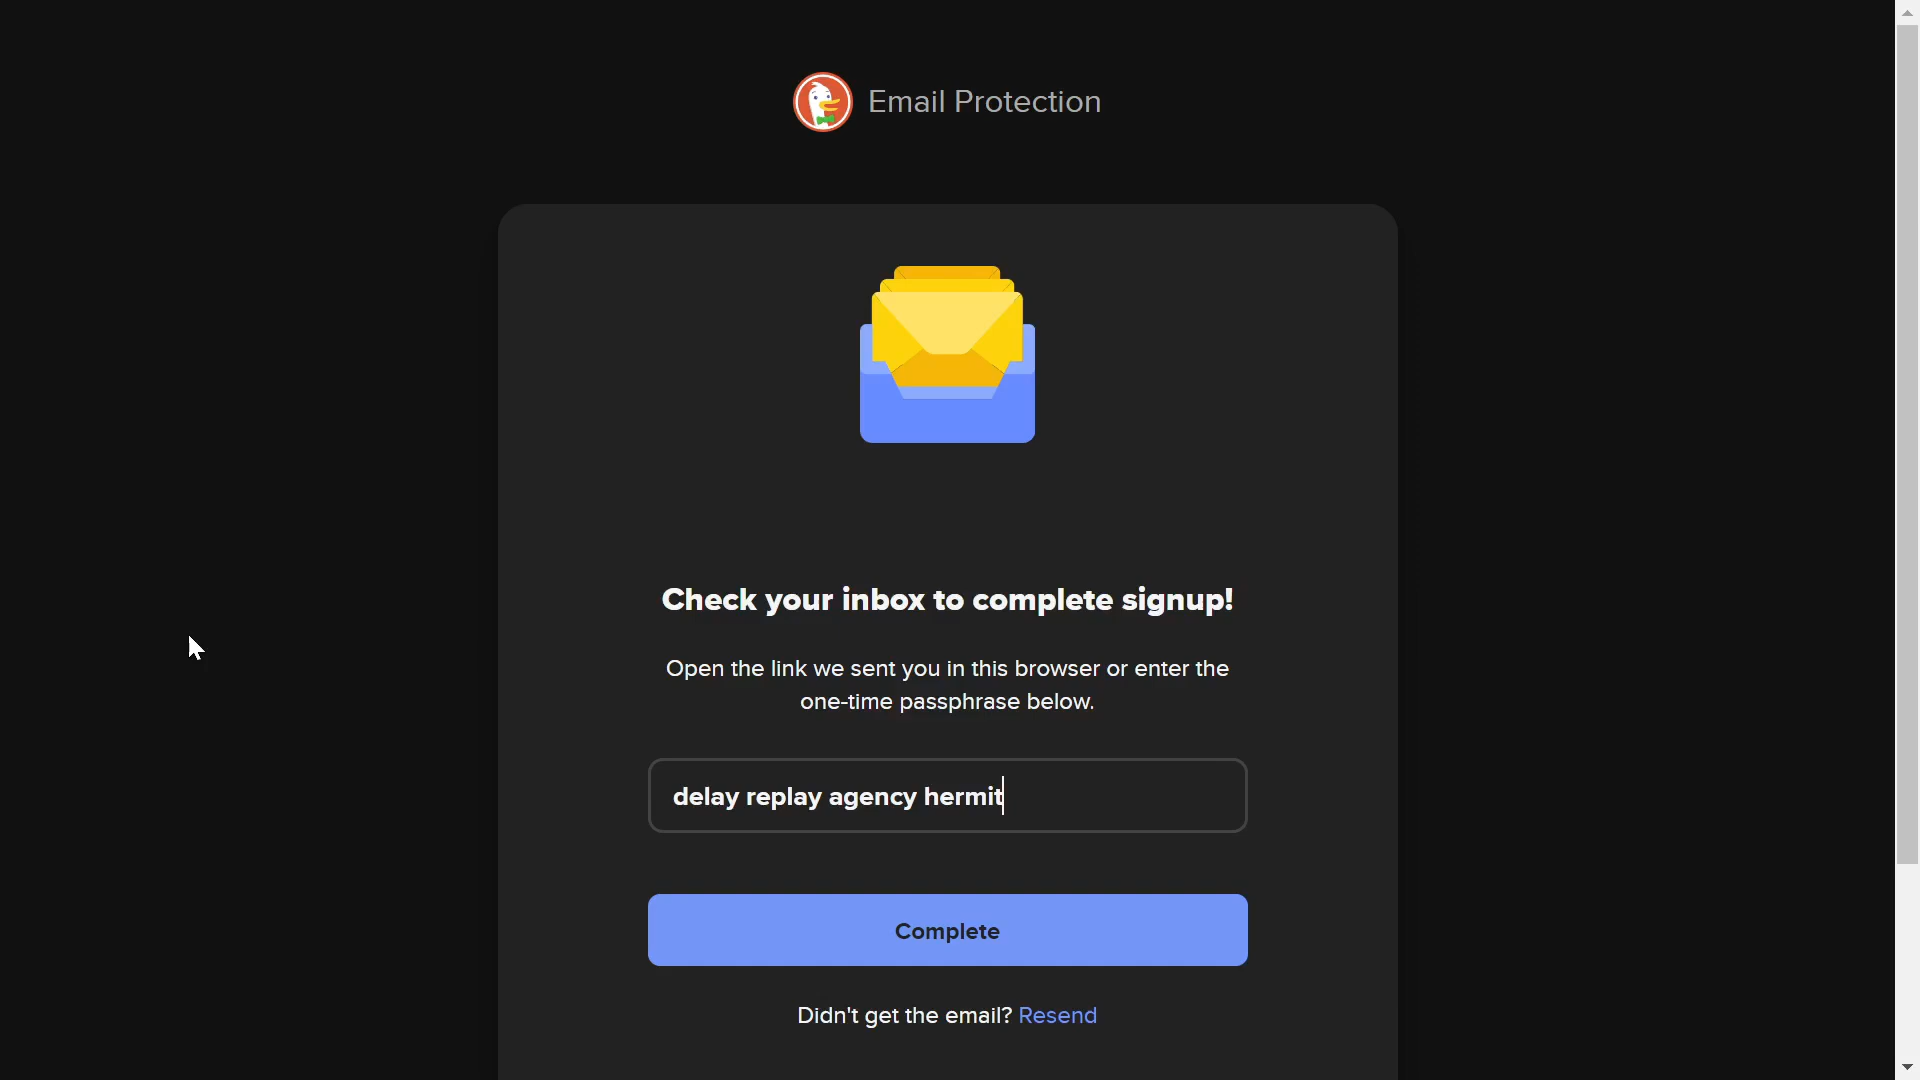 Email Protection
Check your inbox to complete signup!
Open the link we sent you in this browser or enter the
one-time passphrase below.
delay replay agency hermit
Complete
Didn't get the email? Resend